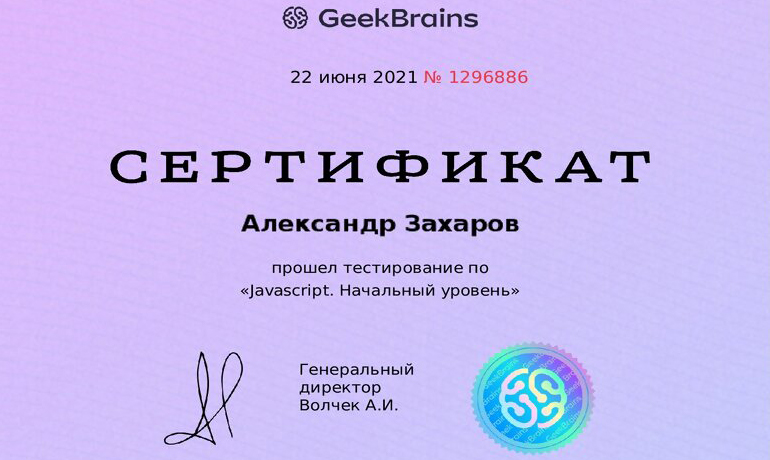 GeekBrains
22 июня 2021 № 1296886
СЕРТИФИКАТ
Александр Захаров
прошел тестирование по
«Javascript. Начальный уровень»
Генеральный
директор
Волчек А.И.